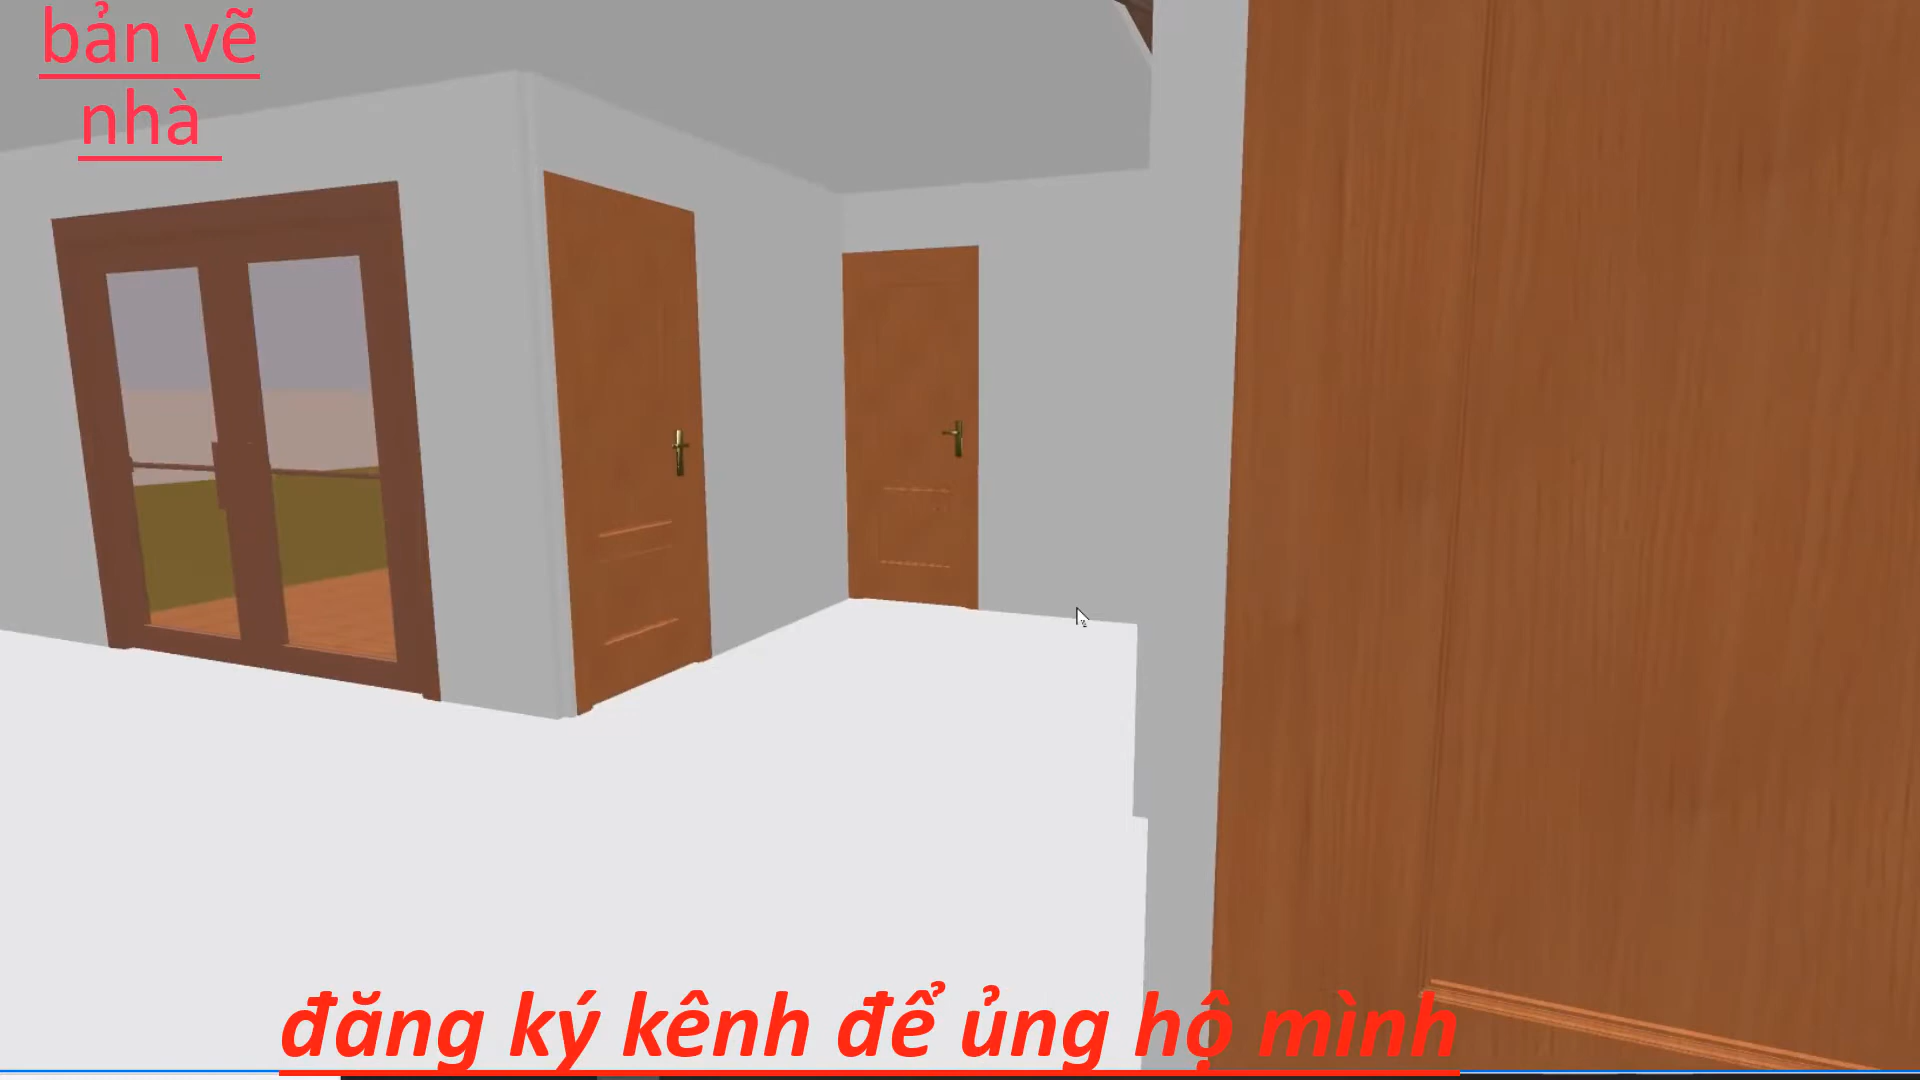 bản vẽ
nhà
đăng ký kênh để ủng hộ mình